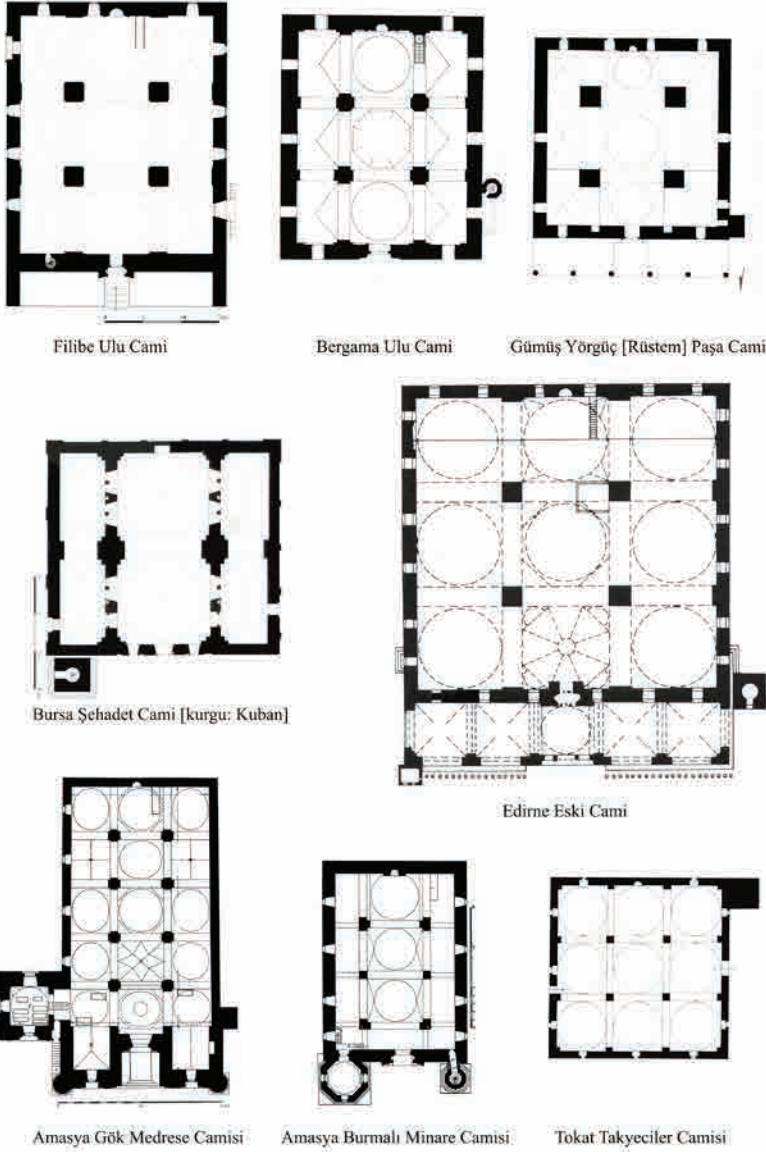 Filibe Ulu Cami
Bergama Ulu Cami
Gümüş Yörgüç [Rüstem] Paşa Cami
Bursa Şehadet Cami [kurgu: Kuban]
Edirne Eski Cami
Amasya Gök Medrese Camisi
Amasya Burmalı Minare Camisi
Tokat Takyeciler Camisi